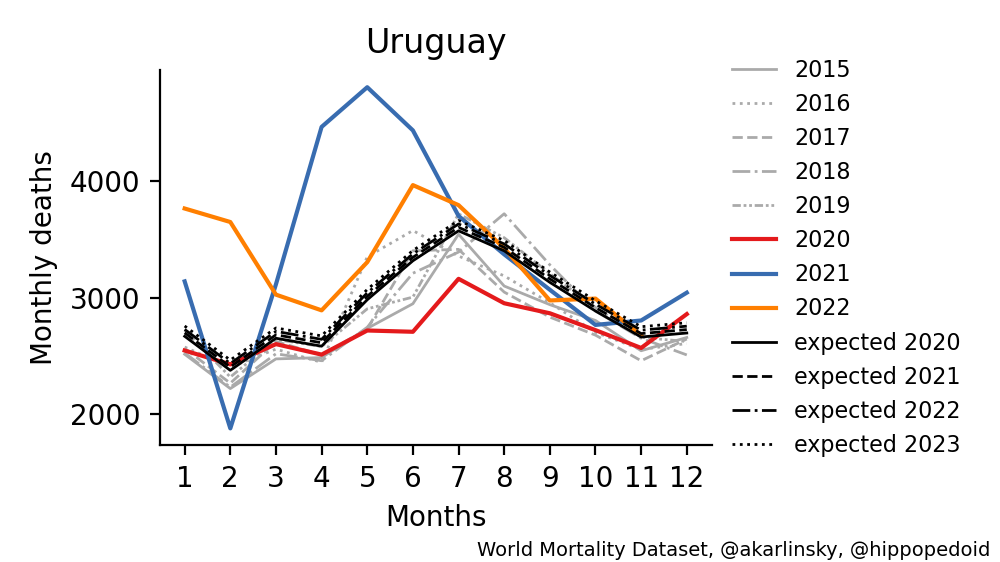 Uruguay
Monthly deaths
4000
3000
2000
1 2 3 4 5 6 7 8 9 10 11 12
Months
2015
2016
2017
2018
2019
2020
2021
2022
expected 2020
expected 2021
expected 2022
expected 2023
World Mortality Dataset, @akarlinsky, @hippopedoid